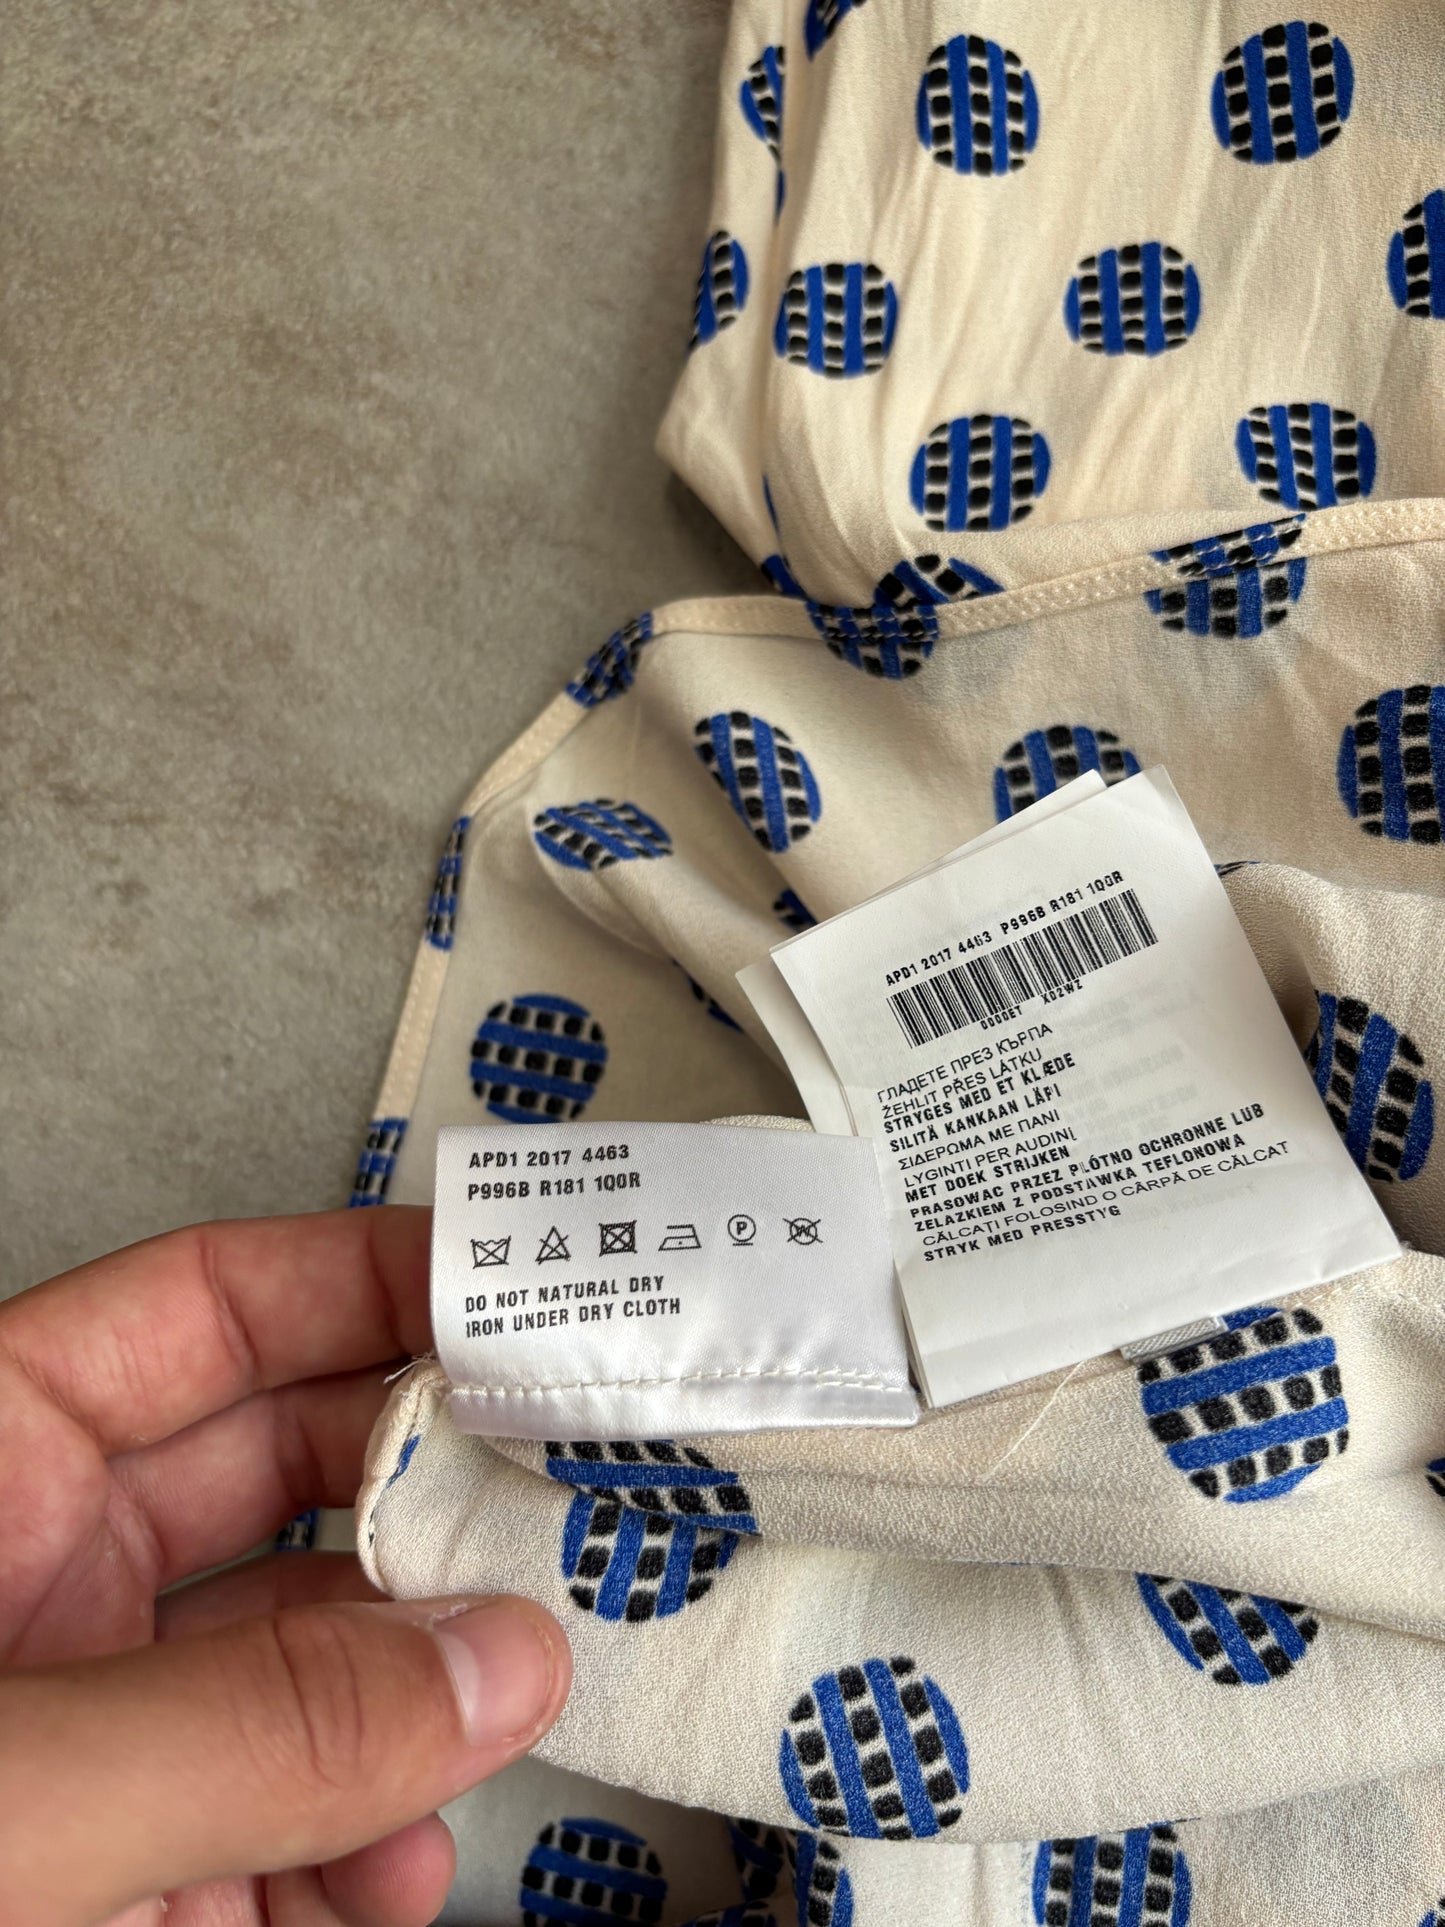 APD1 2017 4463 P996B R181 1Q0R
0000ET X02WZ
ГЛАДЕТЕ ПРЕЗ КЪРПА
ŽEHLIT PŘES LÁTKU
STRYGES MED ET KLÆDE
SILITÄ KANKAAN LÄPI
ΣΙΔΕΡΩΜΑ ΜΕ ΠΑΝΙ
LYGINTI PER AUDINĮ
MET DOEK STRIJKEN
PRASOWAC PRZEZ PLÓTNO OCHRONNE LUB
ZELAZKIEM Z PODSTAWKA TEFLONOWA
CĂLCAȚI FOLOSIND O CÂRPĂ DE CĂLCAT
STRYK MED PRESSTYG
APD1 2017 4463
P996B R181 1Q0R
P W
DO NOT NATURAL DRY
IRON UNDER DRY CLOTH